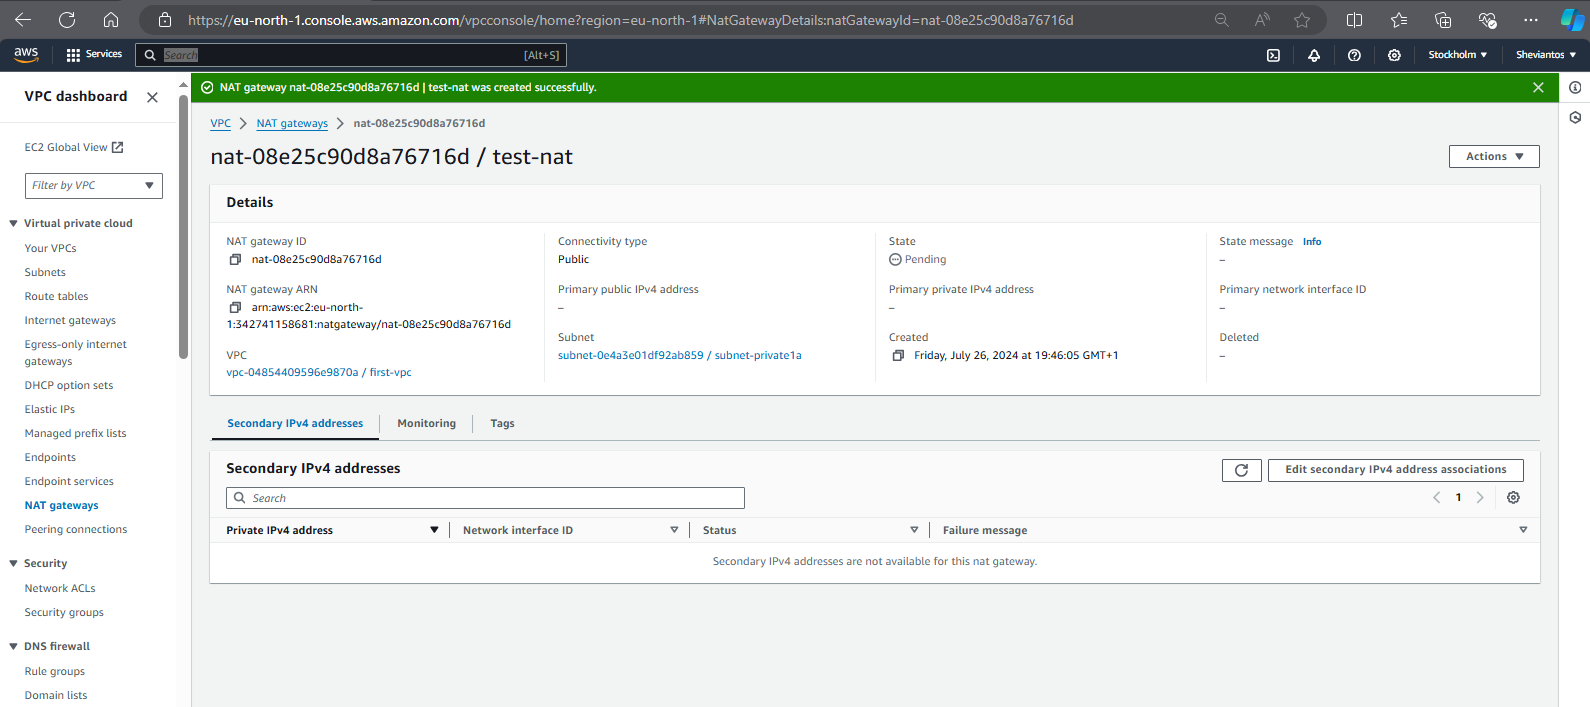 https://eu-north-1.console.aws.amazon.com/vpcconsole/home?region=eu-north-1#NatGatewayDetails:natGatewayId=nat-08e25c90d8a76716d
aws Services Search [Alt+S] Stockholm ▼ Sheviantos ▼
VPC dashboard
EC2 Global View
Filter by VPC
Virtual private cloud
Your VPCs
Subnets
Route tables
Internet gateways
Egress-only internet
gateways
DHCP option sets
Elastic IPs
Managed prefix lists
Endpoints
Endpoint services
NAT gateways
Peering connections
Security
Network ACLs
Security groups
DNS firewall
Rule groups
Domain lists
NAT gateway nat-08e25c90d8a76716d | test-nat was created successfully.
VPC > NAT gateways > nat-08e25c90d8a76716d
nat-08e25c90d8a76716d / test-nat
Actions ▼
Details
NAT gateway ID
nat-08e25c90d8a76716d
NAT gateway ARN
arn:aws:ec2:eu-north-
1:342741158681:natgateway/nat-08e25c90d8a76716d
VPC
vpc-04854409596e9870a / first-vpc
Connectivity type
Public
Primary public IPv4 address
–
Subnet
subnet-0e4a3e01df92ab859 / subnet-private1a
State
Pending
Primary private IPv4 address
–
Created
Friday, July 26, 2024 at 19:46:05 GMT+1
State message Info
–
Primary network interface ID
–
Deleted
–
Secondary IPv4 addresses Monitoring Tags
Secondary IPv4 addresses
Edit secondary IPv4 address associations
Search
1
Private IPv4 address Network interface ID Status Failure message
Secondary IPv4 addresses are not available for this nat gateway.